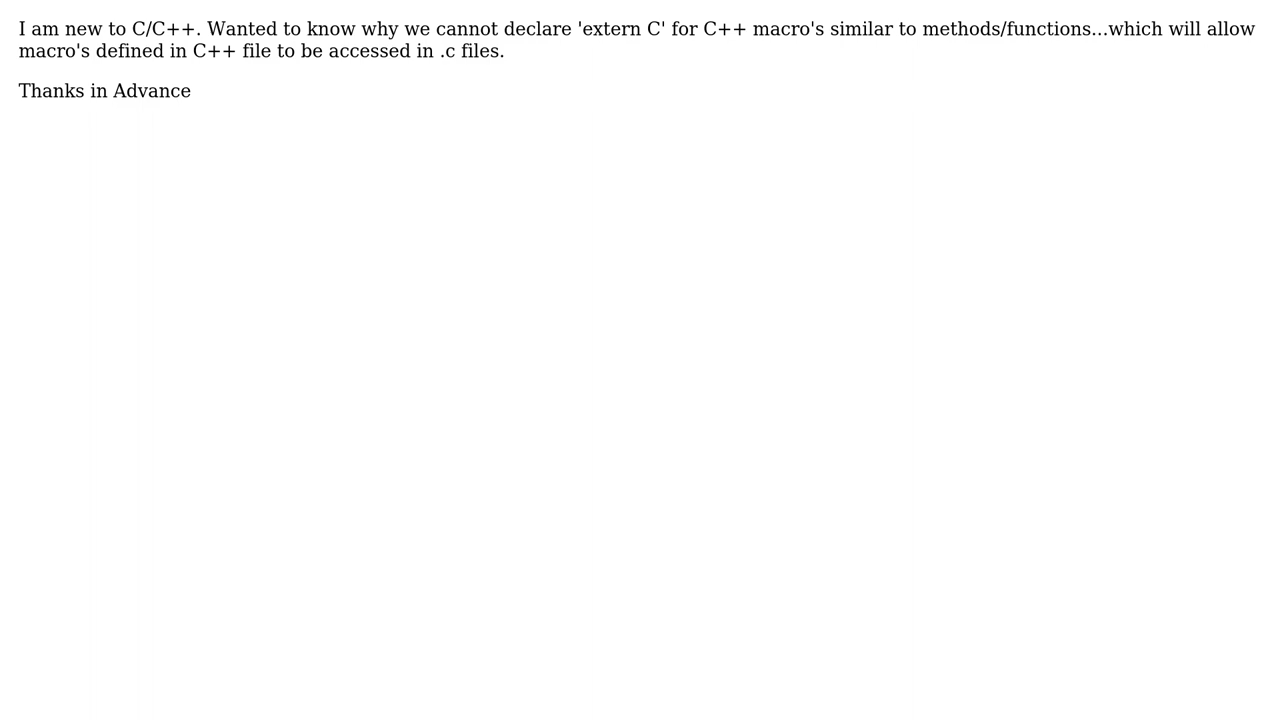 I am new to C/C++. Wanted to know why we cannot declare 'extern C' for C++ macro's similar to methods/functions...which will allow
macro's defined in C++ file to be accessed in .c files.
Thanks in Advance